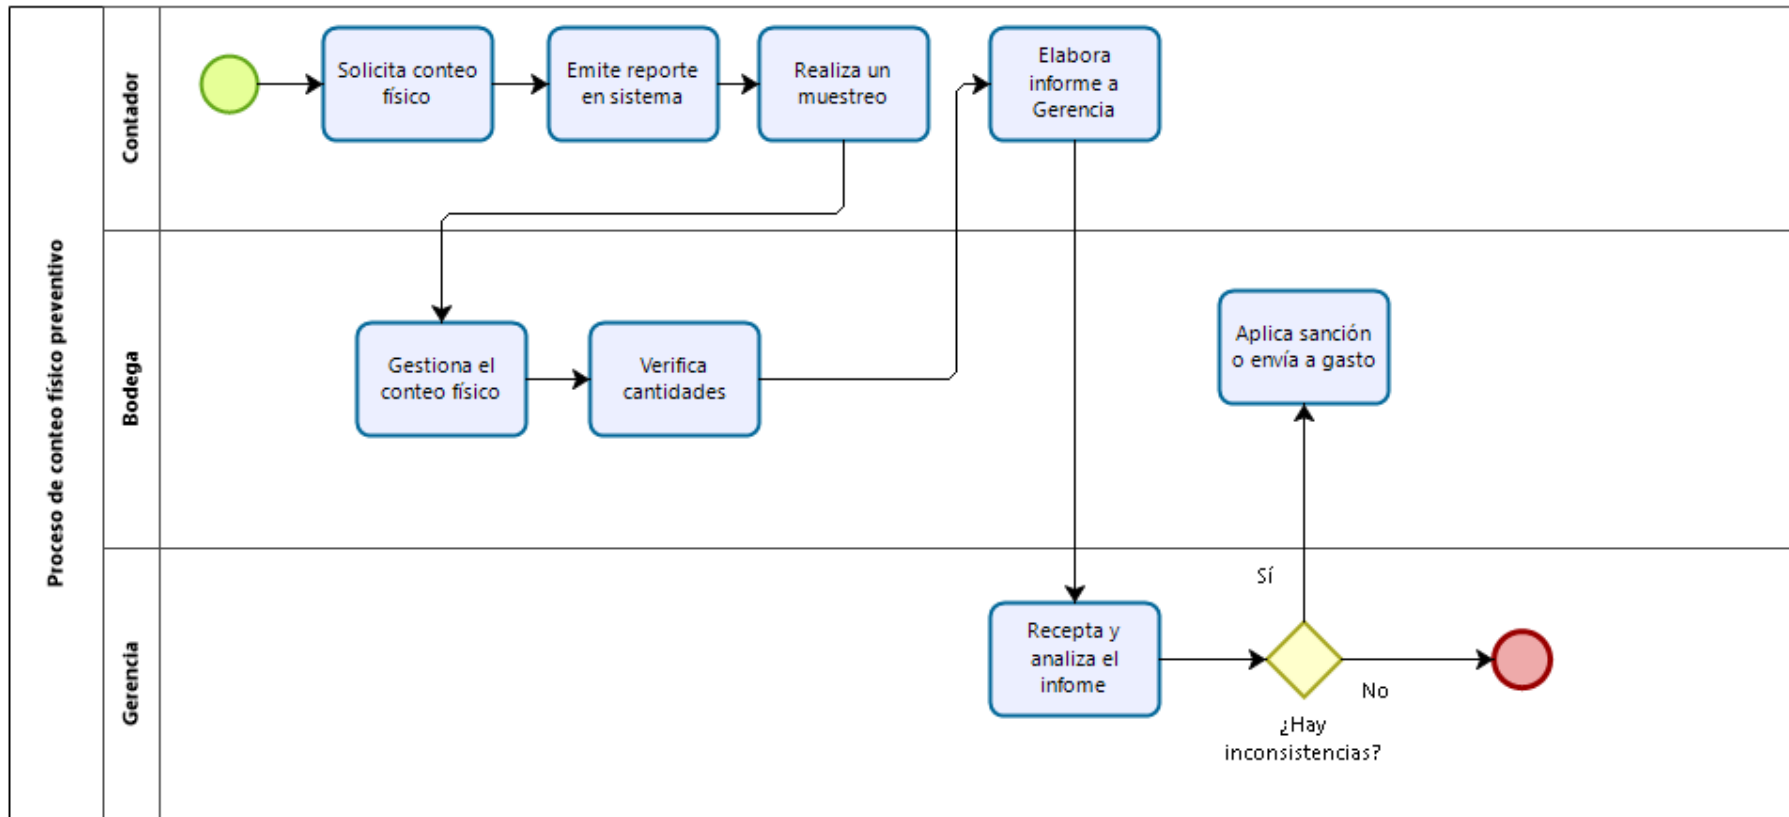 Proceso de conteo físico preventivo
Contador
Solicita conteo
físico
Emite reporte
en sistema
Realiza un
muestreo
Elabora
informe a
Gerencia
Bodega
Gestiona el
conteo físico
Verifica
cantidades
Aplica sanción
o envía a gasto
Gerencia
Recepta y
analiza el
infome
Sí
No
¿Hay
inconsistencias?